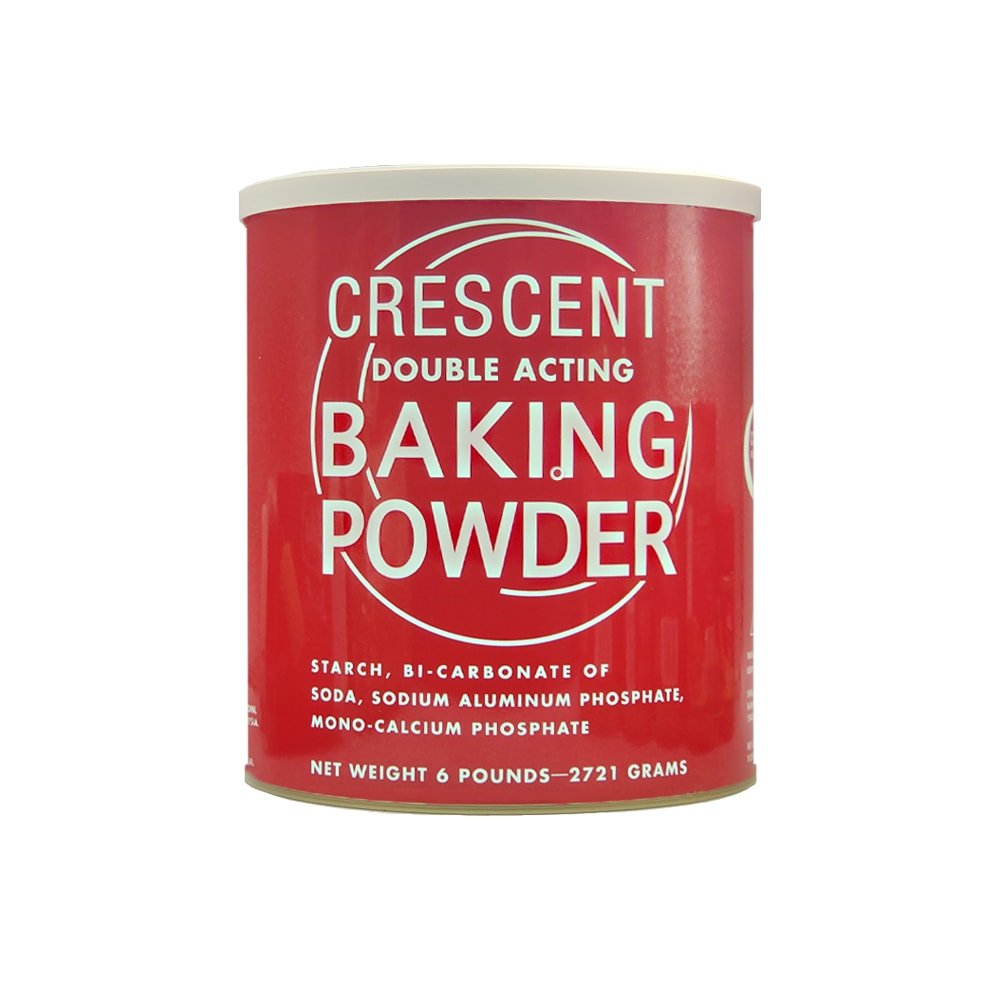 CRESCENT
DOUBLE ACTING
BAKING
POWDER
STARCH, BI-CARBONATE OF
SODA, SODIUM ALUMINUM PHOSPHATE,
MONO-CALCIUM PHOSPHATE
NET WEIGHT 6 POUNDS—2721 GRAMS